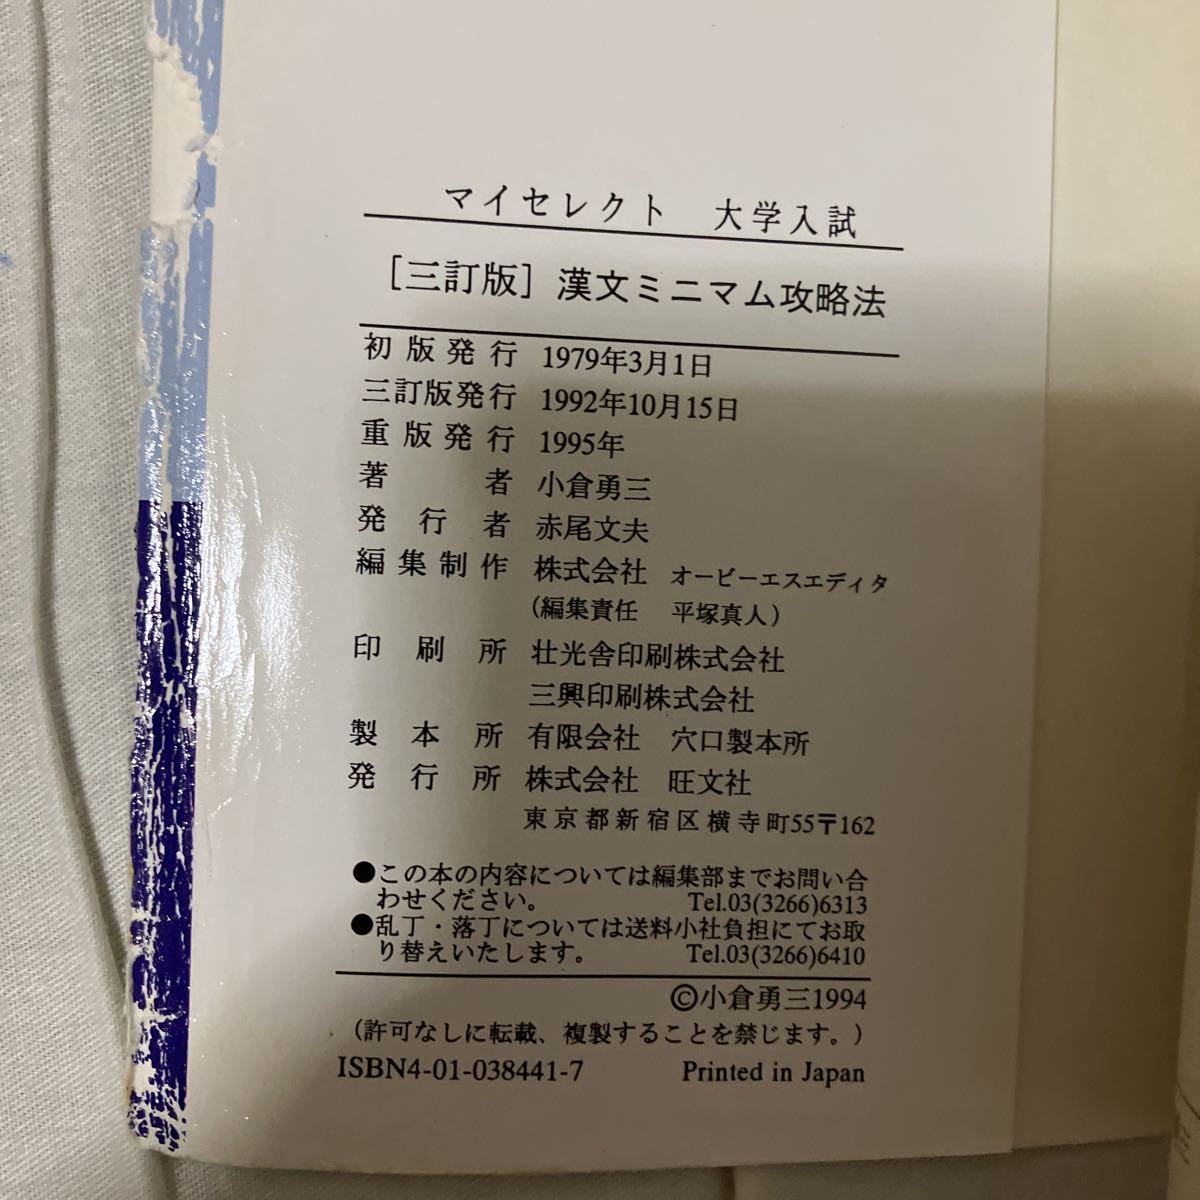 マイセレクト 大学入試
[三訂版] 漢文ミニマム攻略法
初版発行 1979年3月1日
三訂版発行 1992年10月15日
重版発行 1995年
著者 小倉勇三
発行者 赤尾文夫
編集制作 株式会社 オービーエスエディタ
(編集責任 平塚真人)
印刷所 壮光舎印刷株式会社
三興印刷株式会社
製本所 有限会社 穴口製本所
発行所 株式会社 旺文社
東京都新宿区横寺町55〒162
●この本の内容については編集部までお問い合
わせください。 Tel.03(3266)6313
●乱丁・落丁については送料小社負担にてお取
り替えいたします。 Tel.03(3266)6410
©小倉勇三1994
(許可なしに転載、複製することを禁じます。)
ISBN4-01-038441-7 Printed in Japan